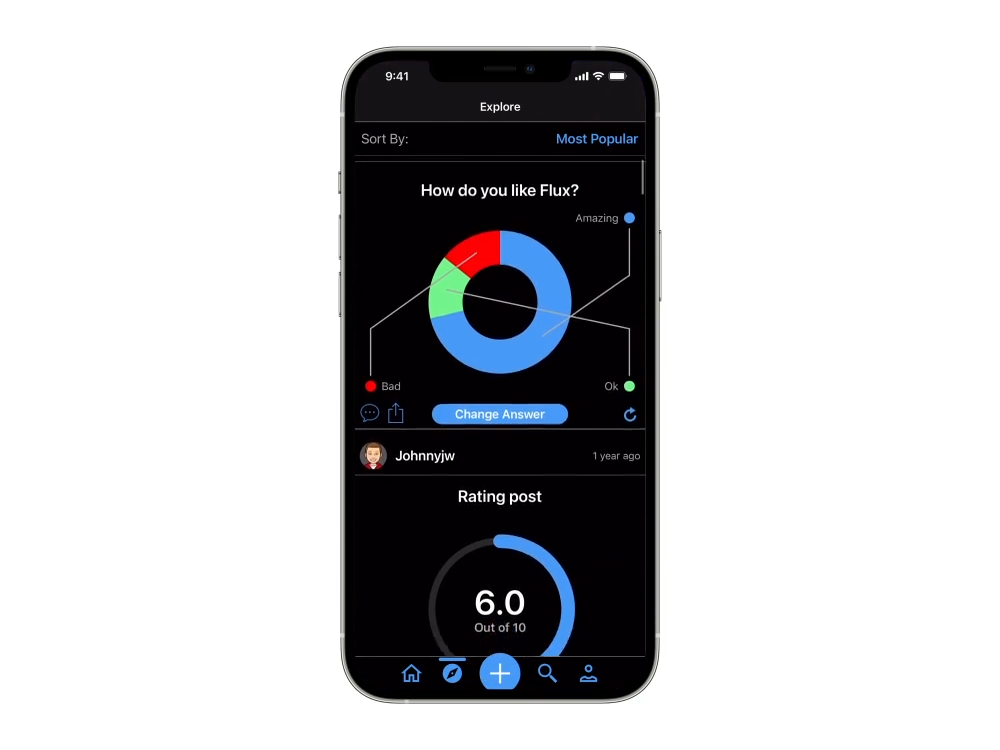 9:41
Explore
Sort By: Most Popular
How do you like Flux?
Amazing
Bad
Ok
Change Answer
Johnnyjw 1 year ago
Rating post
6.0
Out of 10